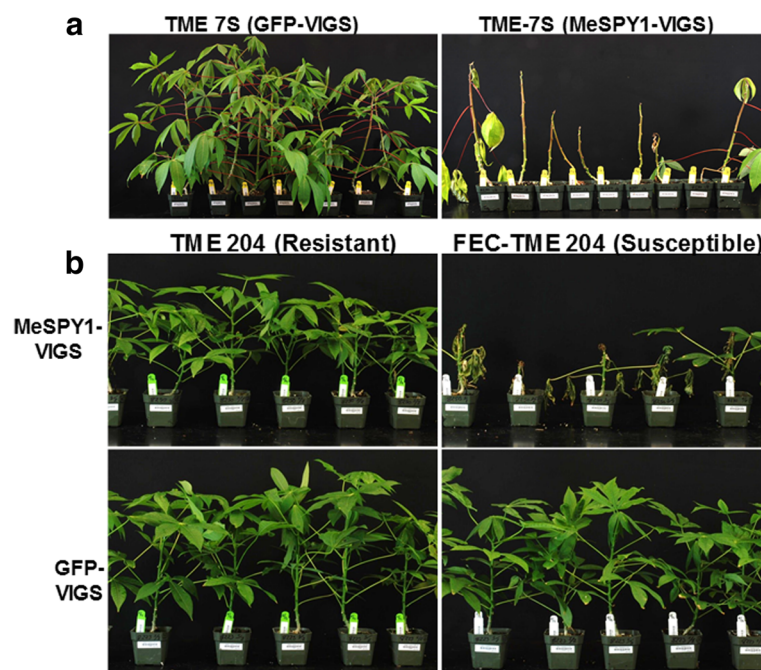 a
TME 7S (GFP-VIGS)
TME-7S (MeSPY1-VIGS)
b
TME 204 (Resistant)
FEC-TME 204 (Susceptible)
MeSPY1-
VIGS
GFP-
VIGS